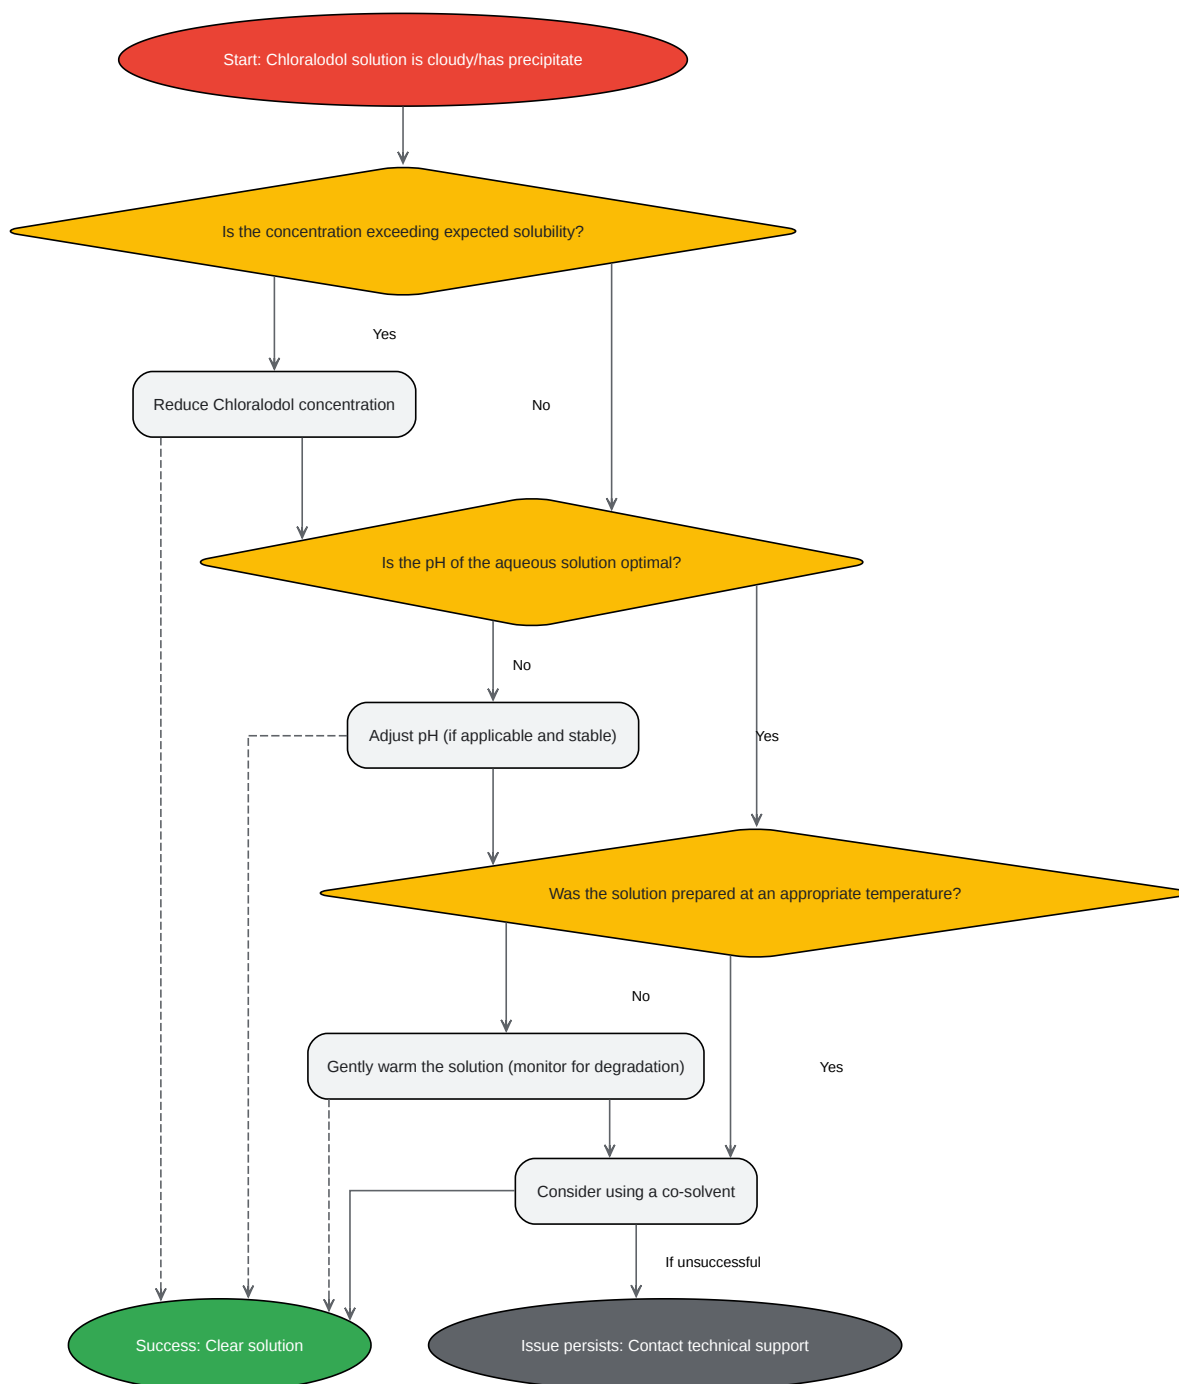 Start: Chloralodol solution is cloudy/has precipitate
Is the concentration exceeding expected solubility?
Yes
Reduce Chloralodol concentration
No
Is the pH of the aqueous solution optimal?
No
Adjust pH (if applicable and stable)
Yes
Was the solution prepared at an appropriate temperature?
No
Gently warm the solution (monitor for degradation)
Yes
Consider using a co-solvent
If unsuccessful
Success: Clear solution
Issue persists: Contact technical support